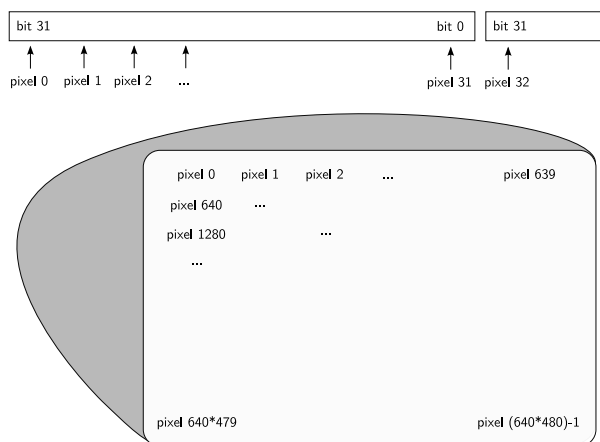 bit 31 bit 0 bit 31
pixel 0 pixel 1 pixel 2 ... pixel 31 pixel 32
pixel 0 pixel 1 pixel 2 ... pixel 639
pixel 640 ...
pixel 1280 ...
...
pixel 640*479 pixel (640*480)-1